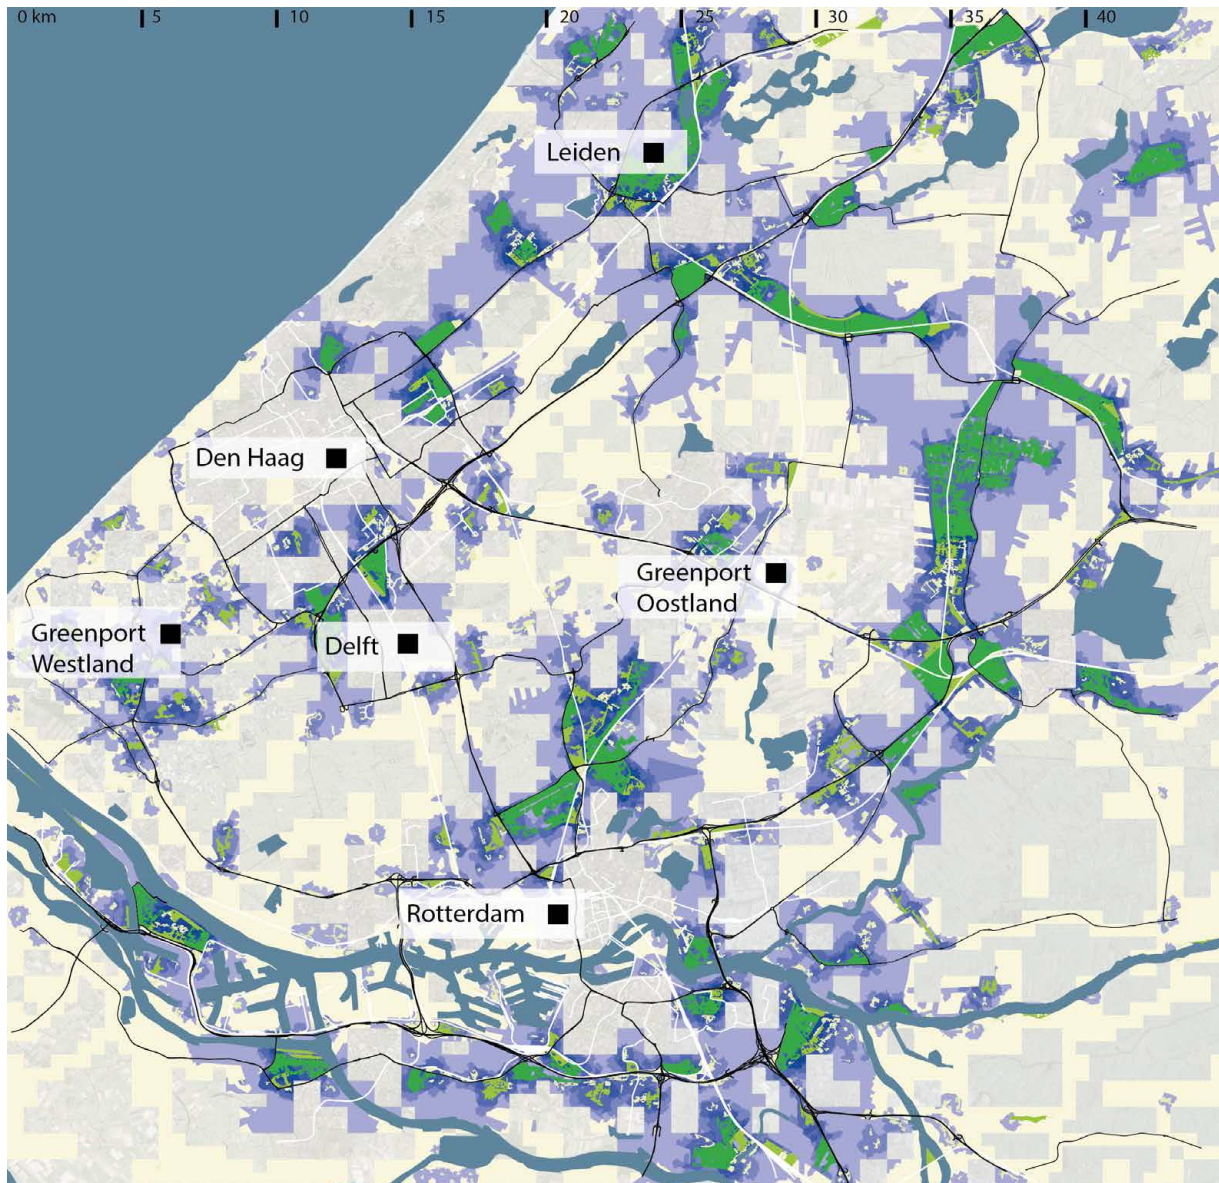 0 km 5 10 15 20 25 30 35 40
Leiden
Den Haag
Greenport
Oostland
Greenport
Westland
Delft
Rotterdam